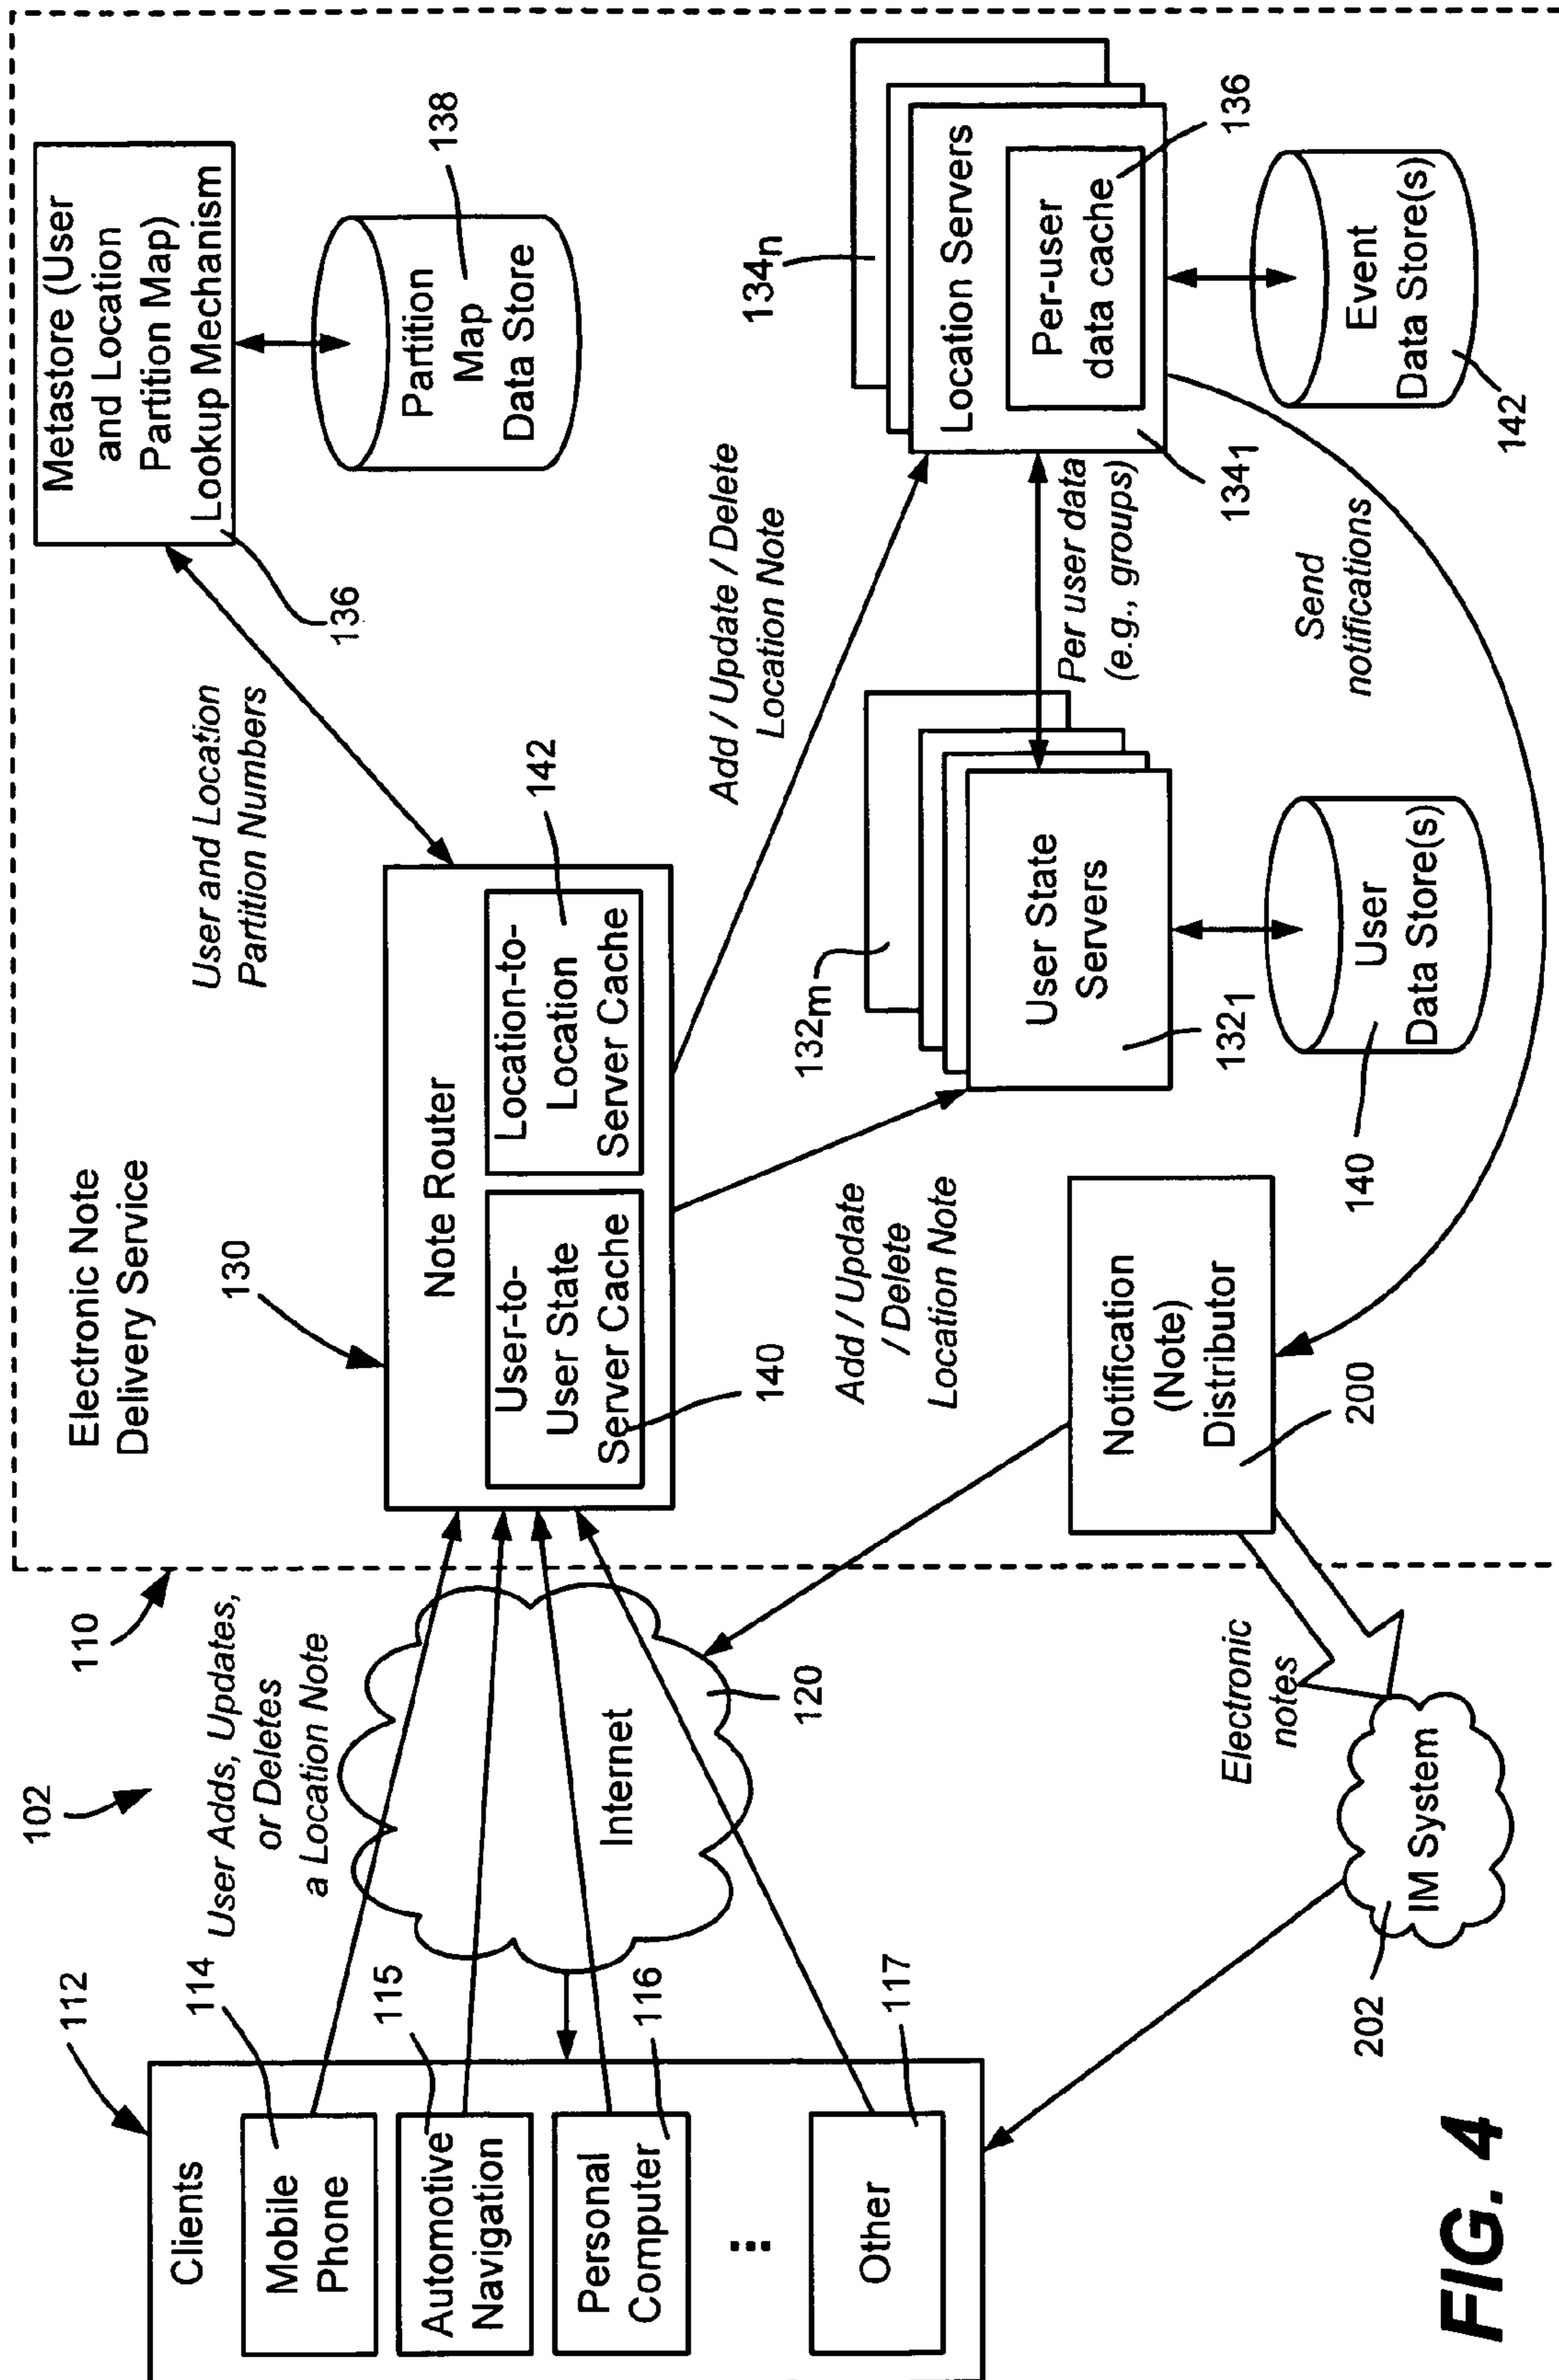 102
112
Clients
114
Mobile
Phone
115
Automotive
Navigation
116
Personal
Computer
...
117
Other
User Adds, Updates,
or Deletes
a Location Note
110
Internet
120
Electronic
notes
IM System
202
Electronic Note
Delivery Service
130
Note Router
User-to-
User State
Server Cache
140
Location-to-
Location
Server Cache
142
User and Location
Partition Numbers
Metastore (User
and Location
Partition Map)
Lookup Mechanism
136
Partition
Map
Data Store
138
Add / Update / Delete
Location Note
Add / Update
/ Delete
Location Note
132m
User State
Servers
1321
User
Data Store(s)
140
Per user data
(e.g., groups)
134n
Location Servers
Per-user
data cache
136
1341
Event
Data Store(s)
142
Send
notifications
Notification
(Note)
Distributor
200
FIG. 4